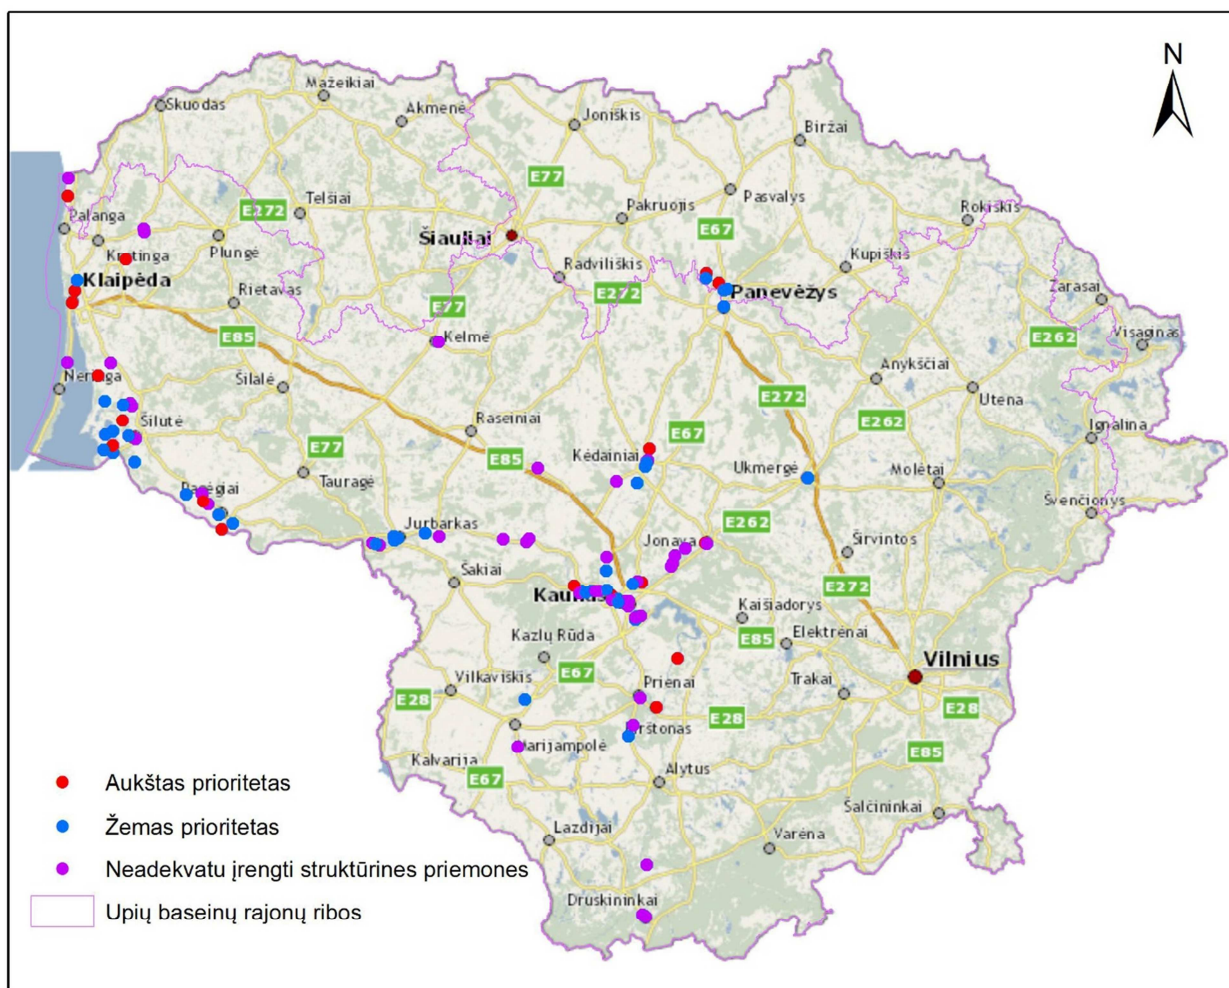 N
Mažeikiai
Skuodas
Akmenė
Joniškis
Biržai
E77
Telšiai
Pasvalys
Palanga
E272
Pakruojis
Rokiškis
E67
Kretinga
Plungė
Šiauliai
Kupiškis
Radviliškis
Klaipėda
E272
Panevėžys
Zarasai
Rietavas
E77
E85
Kelmė
E262
Visaginas
Neringa
Šilalė
Anykščiai
E272
Utena
Šilutė
Raseiniai
E67
E262
Ignalina
E77
E85
Kėdainiai
Ukmergė
Molėtai
Pagėgiai
Tauragė
Švenčionys
Jurbarkas
E262
Jonava
Širvintos
Šakiai
E272
Kaunas
Kaišiadorys
Kazlų Rūda
E85
Elektrėnai
E67
Vilnius
Vilkaviškis
Prienai
Trakai
E28
E28
E28
Birštonas
Marijampolė
E85
Kalvarija
E67
Alytus
Aukštas prioritetas
Šalčininkai
Žemas prioritetas
Lazdijai
Varėna
Neadekvatu įrengti struktūrines priemones
Druskininkai
Upių baseinų rajonų ribos